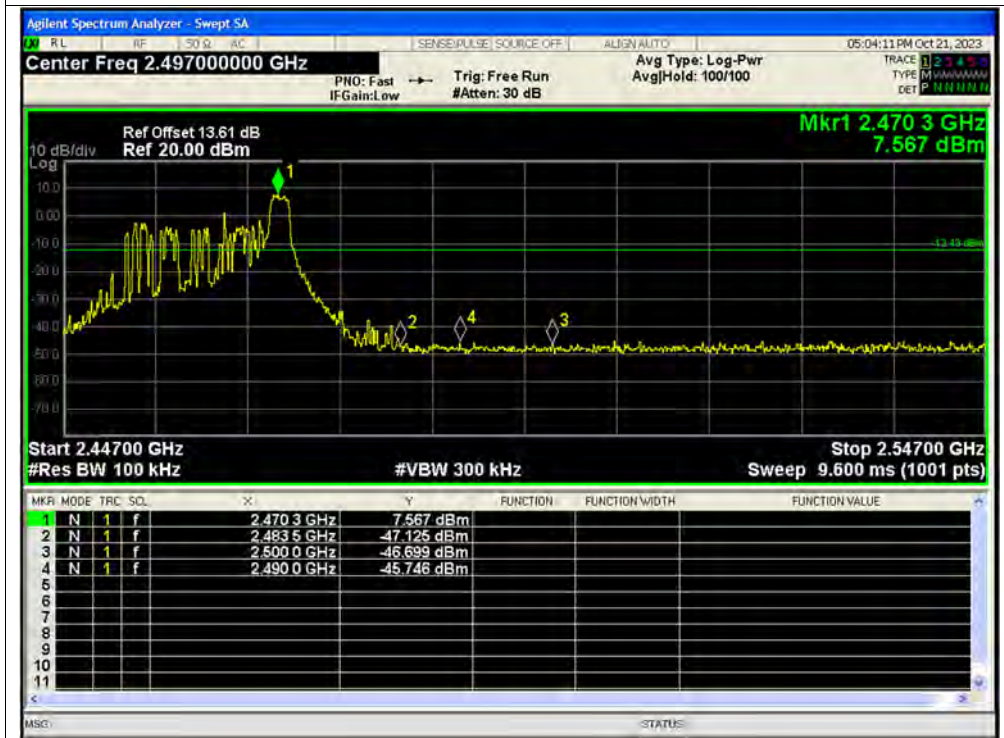 Agilent Spectrum Analyzer - Swept SA
RL RF 50 Ω AC SENSE:PULSE SOURCE OFF ALIGN AUTO 05:04:11 PM Oct 21, 2023
Center Freq 2.497000000 GHz
PNO: Fast
IFGain:Low
Trig: Free Run
#Atten: 30 dB
Avg Type: Log-Pwr
Avg|Hold: 100/100
TRACE 1 2 3 4 5 6
TYPE M
DET P N N N N N
Mkr1 2.470 3 GHz
7.567 dBm
Ref Offset 13.61 dB
10 dB/div Ref 20.00 dBm
Log
10.0
0.00
-10.0
-12.43 dBm
-20.0
-30.0
-40.0
-50.0
-60.0
-70.0
1
2
4
3
Start 2.44700 GHz Stop 2.54700 GHz
#Res BW 100 kHz #VBW 300 kHz Sweep 9.600 ms (1001 pts)
MKR MODE TRC SCL X Y FUNCTION FUNCTION WIDTH FUNCTION VALUE
1 N 1 f 2.470 3 GHz 7.567 dBm
2 N 1 f 2.483 5 GHz -47.125 dBm
3 N 1 f 2.500 0 GHz -46.699 dBm
4 N 1 f 2.490 0 GHz -45.746 dBm
5
6
7
8
9
10
11
MSG STATUS